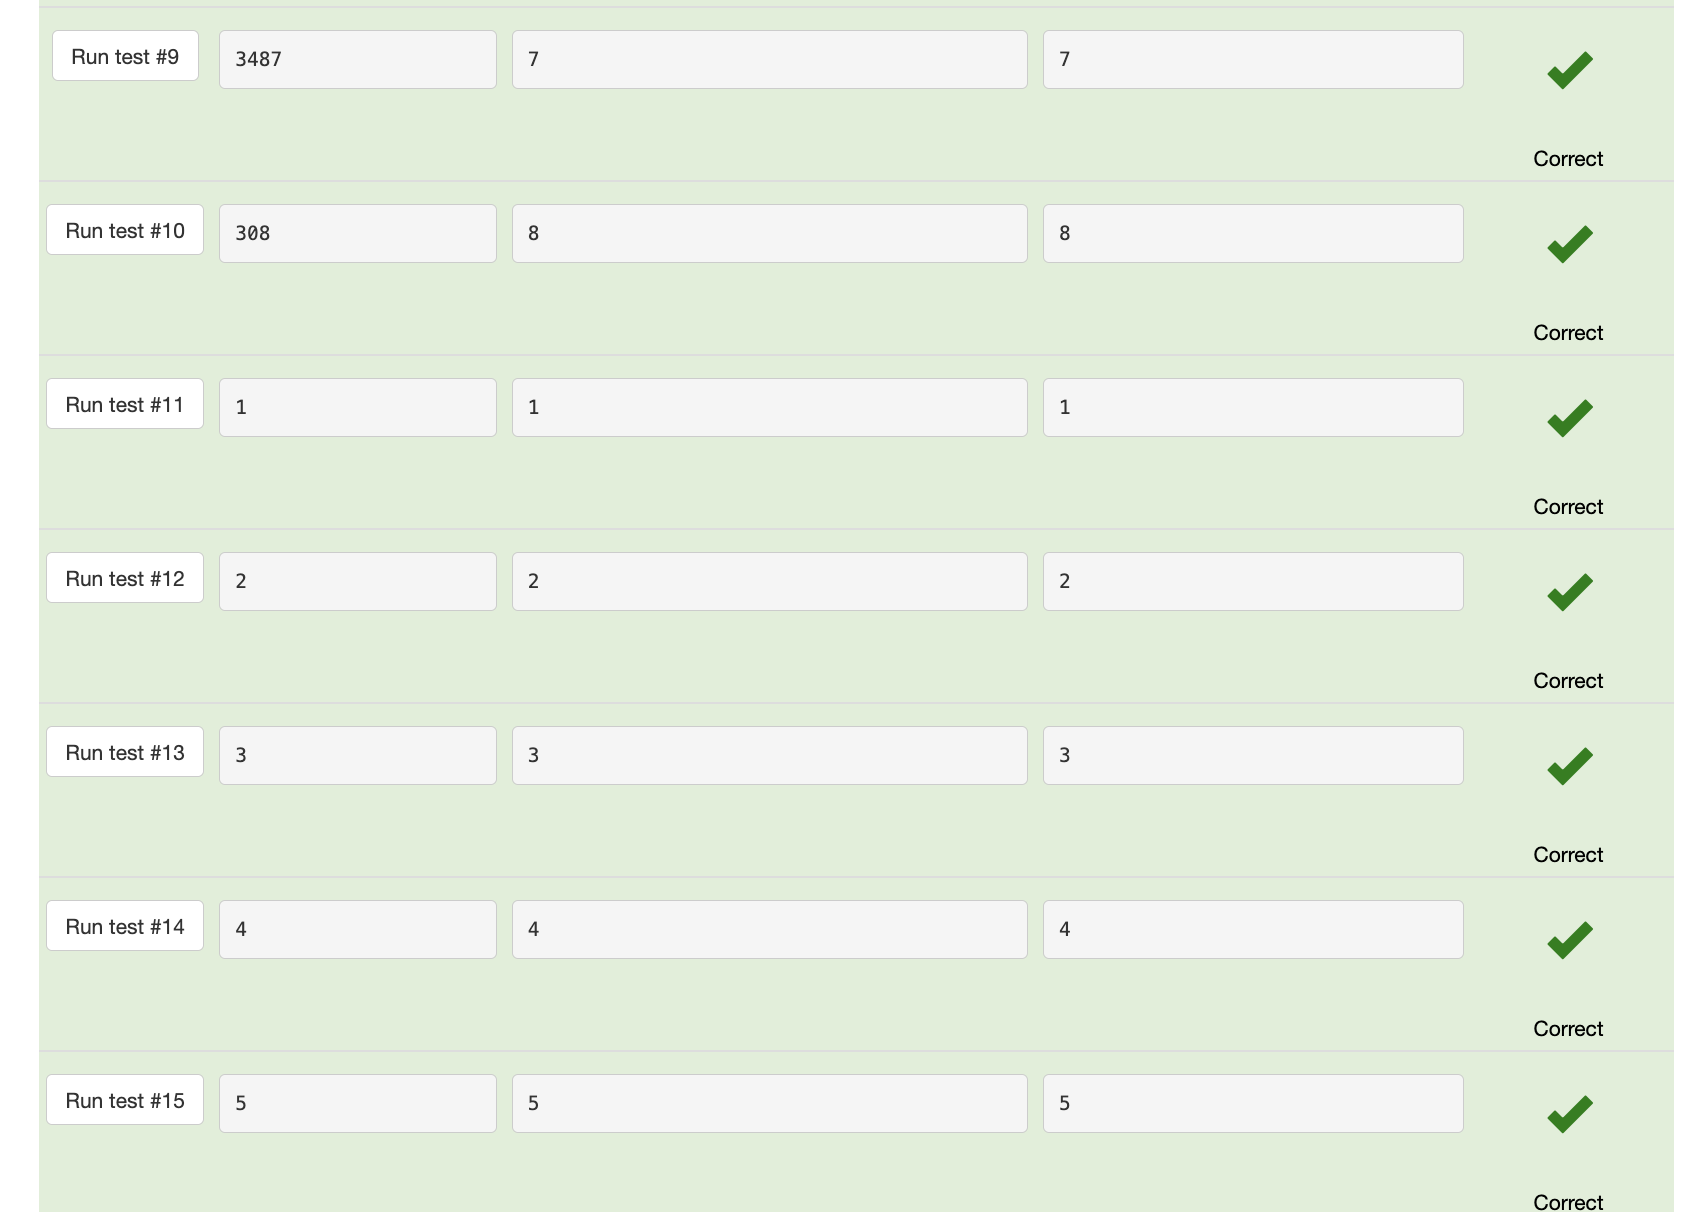 Run test #9 3487 7 7
Correct
Run test #10 308 8 8
Correct
Run test #11 1 1 1
Correct
Run test #12 2 2 2
Correct
Run test #13 3 3 3
Correct
Run test #14 4 4 4
Correct
Run test #15 5 5 5
Correct